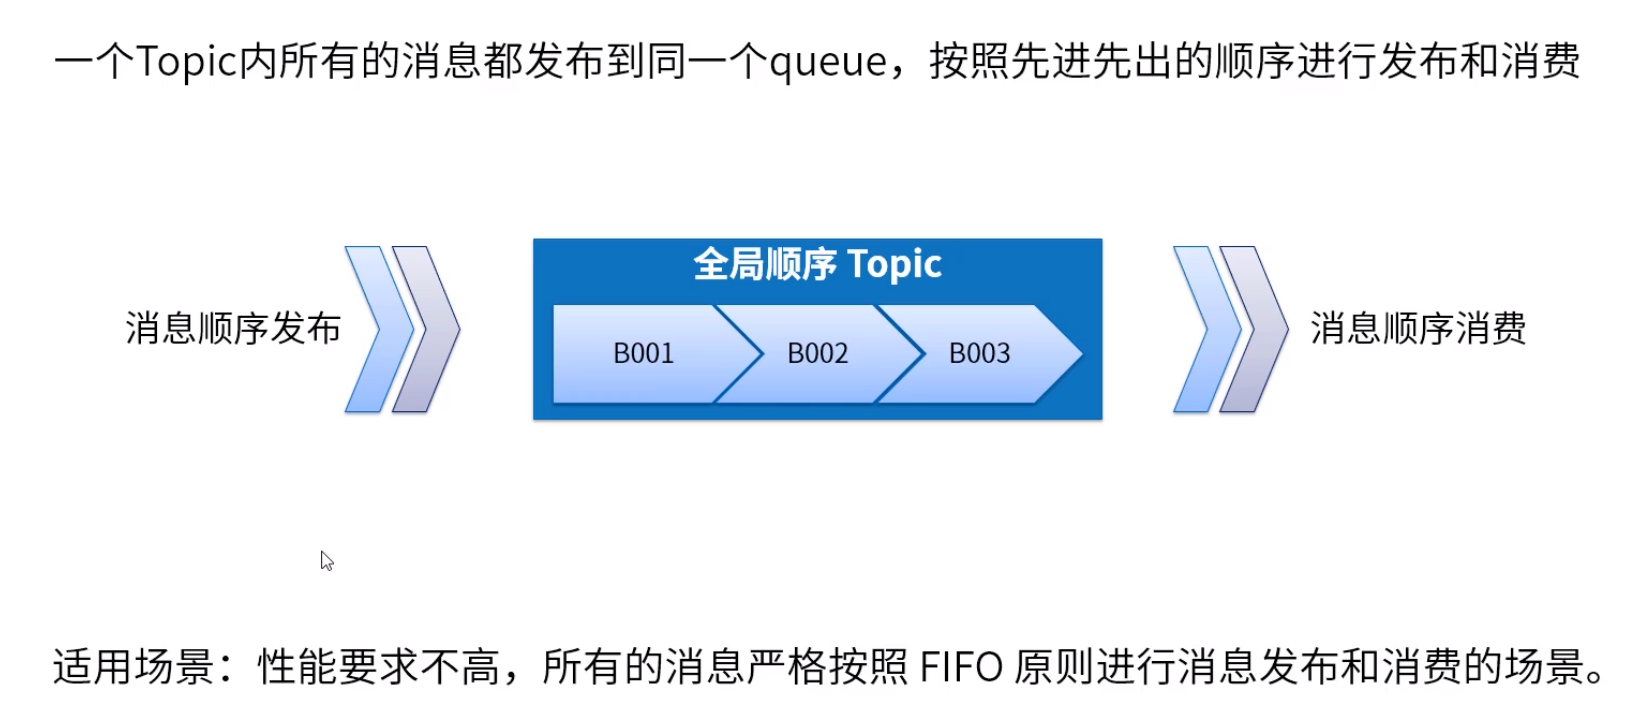 一个Topic内所有的消息都发布到同一个queue，按照先进先出的顺序进行发布和消费
全局顺序 Topic
消息顺序发布
B001
B002
B003
消息顺序消费
适用场景：性能要求不高，所有的消息严格按照 FIFO 原则进行消息发布和消费的场景。